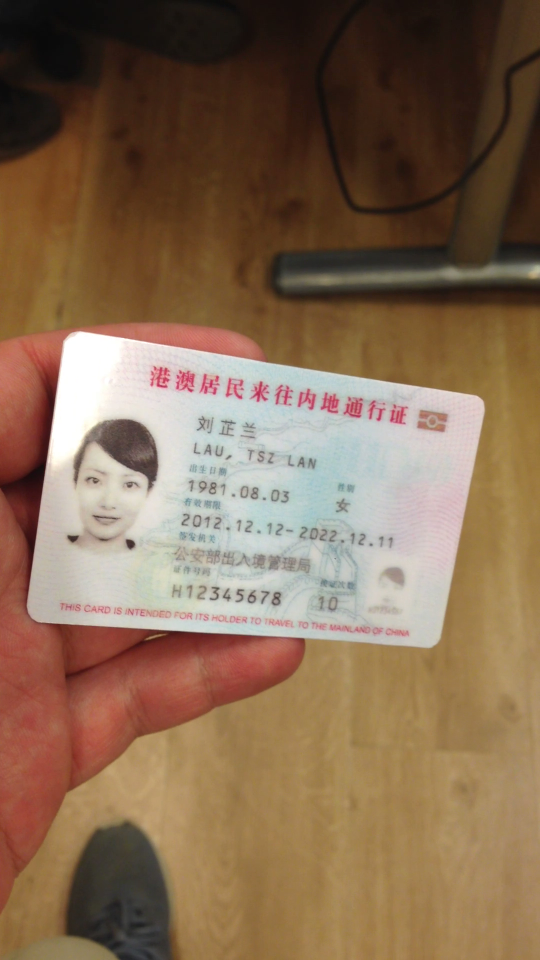 港澳居民来往内地通行证
刘芷兰
LAU, TSZ LAN
出生日期 性别
1981.08.03 女
有效期限
2012.12.12-2022.12.11
签发机关
公安部出入境管理局
证件号码 换证次数
H12345678 10
THIS CARD IS INTENDED FOR ITS HOLDER TO TRAVEL TO THE MAINLAND OF CHINA